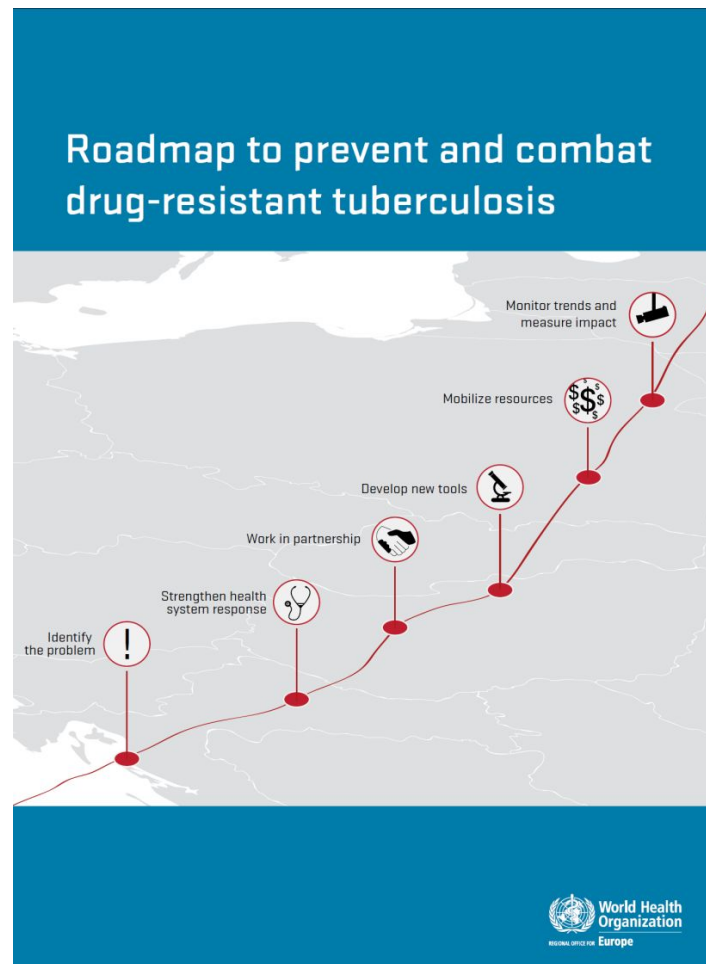 Roadmap to prevent and combat
drug-resistant tuberculosis
Monitor trends and
measure impact
Mobilize resources
$ $ $ $ $ $ $
Develop new tools
Work in partnership
Strengthen health
system response
Identify
the problem
!
World Health
Organization
REGIONAL OFFICE FOR Europe